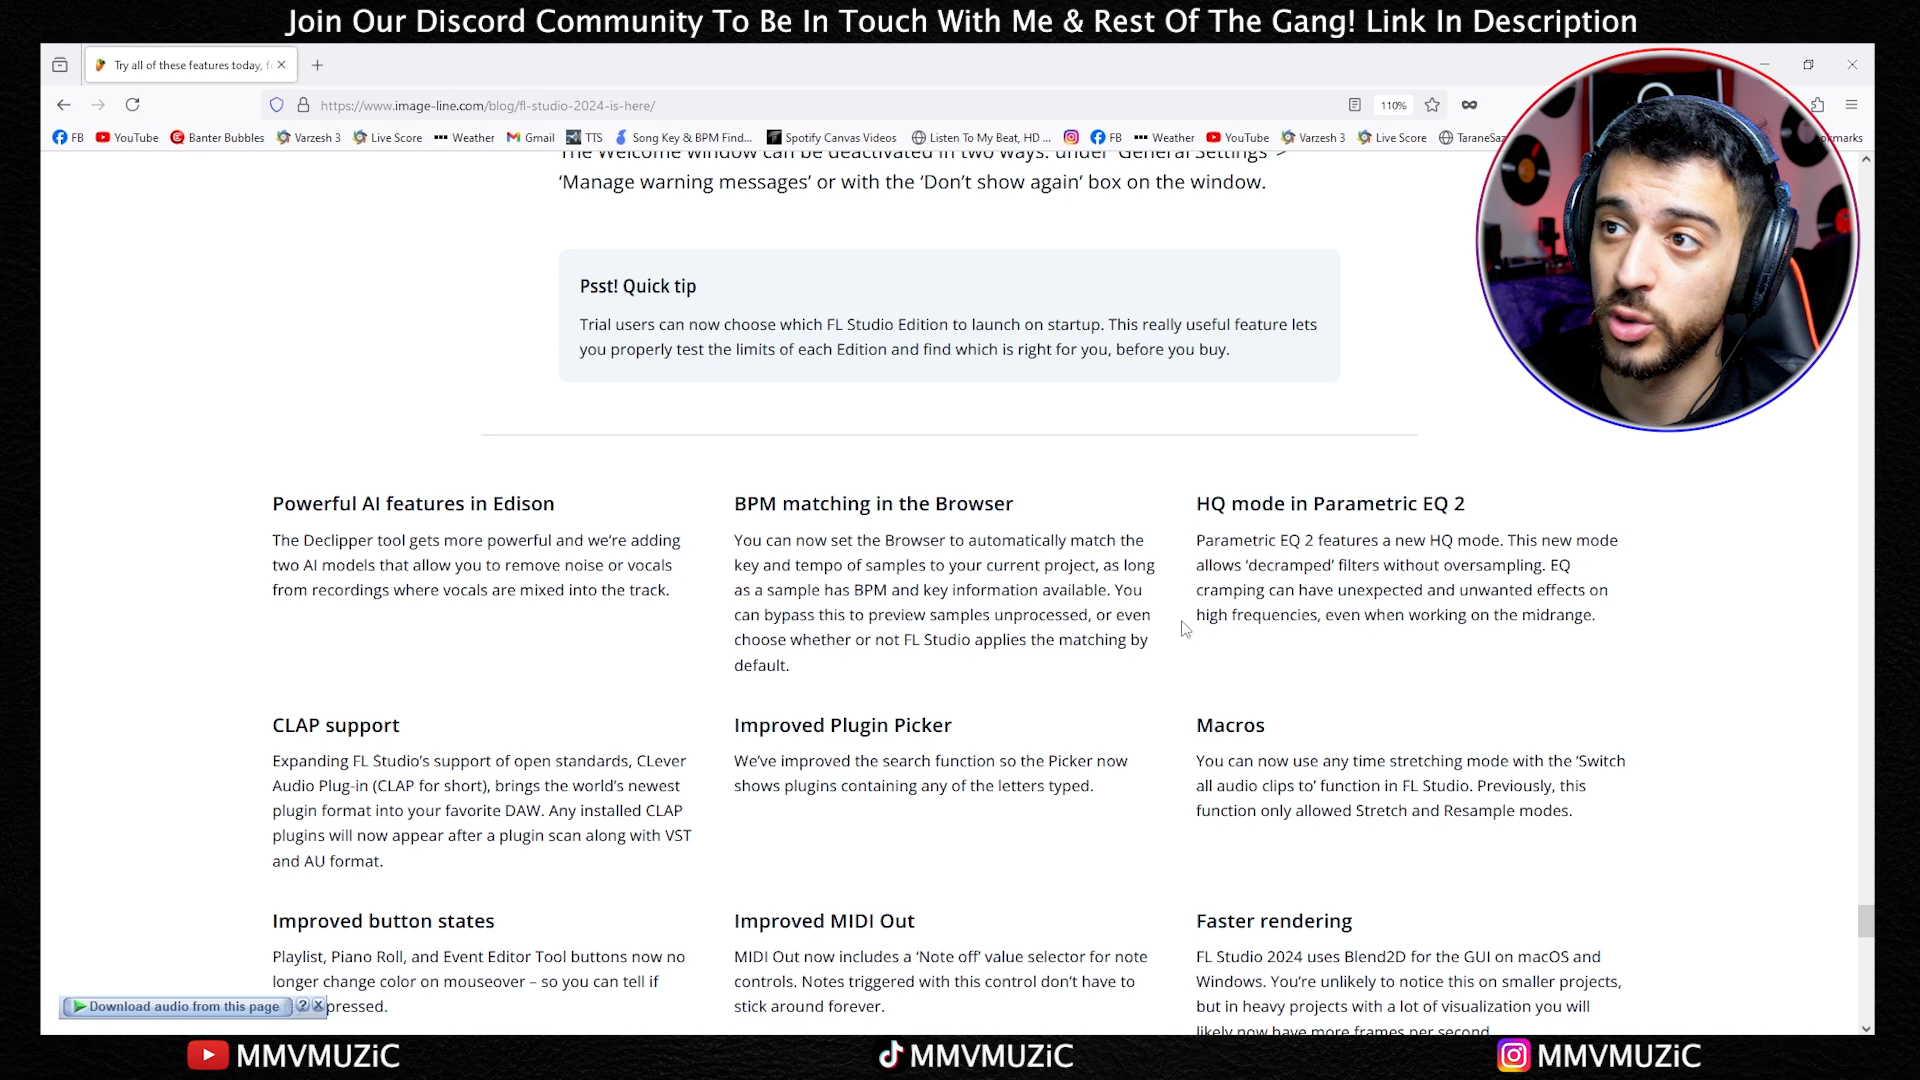 Join Our Discord Community To Be In Touch With Me & Rest Of The Gang! Link In Description
Try all of these features today, f
https://www.image-line.com/blog/fl-studio-2024-is-here/
110%
FB YouTube Banter Bubbles Varzesh 3 Live Score Weather Gmail TTS Song Key & BPM Find... Spotify Canvas Videos Listen To My Beat, HD ... FB Weather YouTube Varzesh 3 Live Score TaraneSaz
The Welcome window can be deactivated in two ways: under 'General Settings' >
‘Manage warning messages’ or with the ‘Don’t show again’ box on the window.
Psst! Quick tip
Trial users can now choose which FL Studio Edition to launch on startup. This really useful feature lets
you properly test the limits of each Edition and find which is right for you, before you buy.
Powerful AI features in Edison
The Declipper tool gets more powerful and we’re adding
two AI models that allow you to remove noise or vocals
from recordings where vocals are mixed into the track.
BPM matching in the Browser
You can now set the Browser to automatically match the
key and tempo of samples to your current project, as long
as a sample has BPM and key information available. You
can bypass this to preview samples unprocessed, or even
choose whether or not FL Studio applies the matching by
default.
HQ mode in Parametric EQ 2
Parametric EQ 2 features a new HQ mode. This new mode
allows ‘decramped’ filters without oversampling. EQ
cramping can have unexpected and unwanted effects on
high frequencies, even when working on the midrange.
CLAP support
Expanding FL Studio’s support of open standards, CLever
Audio Plug-in (CLAP for short), brings the world’s newest
plugin format into your favorite DAW. Any installed CLAP
plugins will now appear after a plugin scan along with VST
and AU format.
Improved Plugin Picker
We’ve improved the search function so the Picker now
shows plugins containing any of the letters typed.
Macros
You can now use any time stretching mode with the ‘Switch
all audio clips to’ function in FL Studio. Previously, this
function only allowed Stretch and Resample modes.
Improved button states
Playlist, Piano Roll, and Event Editor Tool buttons now no
longer change color on mouseover – so you can tell if
pressed.
Improved MIDI Out
MIDI Out now includes a ‘Note off’ value selector for note
controls. Notes triggered with this control don’t have to
stick around forever.
Faster rendering
FL Studio 2024 uses Blend2D for the GUI on macOS and
Windows. You’re unlikely to notice this on smaller projects,
but in heavy projects with a lot of visualization you will
likely now have more frames per second.
Download audio from this page ?
MMVMUZiC
MMVMUZiC
MMVMUZiC